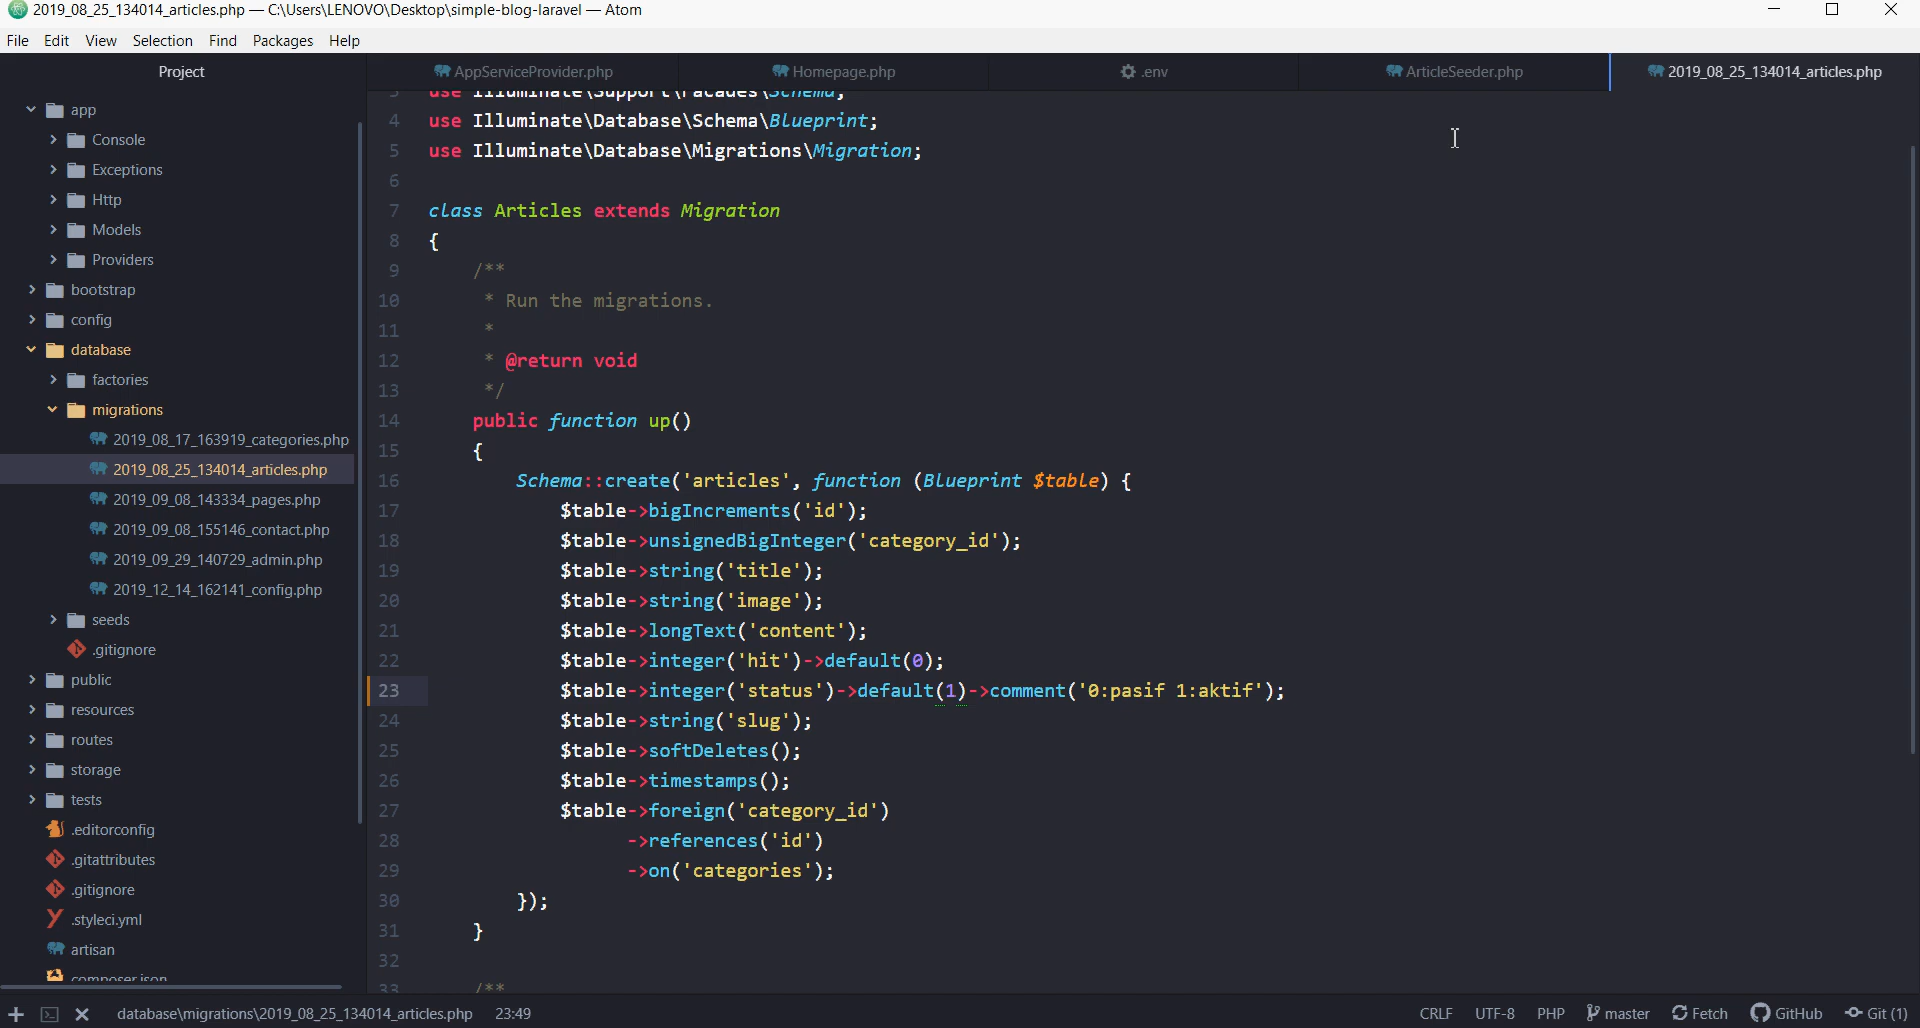 2019_08_25_134014_articles.php — C:\Users\LENOVO\Desktop\simple-blog-laravel — Atom
File Edit View Selection Find Packages Help
Project
AppServiceProvider.php Homepage.php .env ArticleSeeder.php 2019_08_25_134014_articles.php
app
Console
Exceptions
Http
Models
Providers
bootstrap
config
database
factories
migrations
2019_08_17_163919_categories.php
2019_08_25_134014_articles.php
2019_09_08_143334_pages.php
2019_09_08_155146_contact.php
2019_09_29_140729_admin.php
2019_12_14_162141_config.php
seeds
.gitignore
public
resources
routes
storage
tests
.editorconfig
.gitattributes
.gitignore
.styleci.yml
artisan
composer.json
3 use Illuminate\Support\Facades\Schema;
4 use Illuminate\Database\Schema\Blueprint;
5 use Illuminate\Database\Migrations\Migration;
6
7 class Articles extends Migration
8 {
9 /**
10 * Run the migrations.
11 *
12 * @return void
13 */
14 public function up()
15 {
16 Schema::create('articles', function (Blueprint $table) {
17 $table->bigIncrements('id');
18 $table->unsignedBigInteger('category_id');
19 $table->string('title');
20 $table->string('image');
21 $table->longText('content');
22 $table->integer('hit')->default(0);
23 $table->integer('status')->default(1)->comment('0:pasif 1:aktif');
24 $table->string('slug');
25 $table->softDeletes();
26 $table->timestamps();
27 $table->foreign('category_id')
28 ->references('id')
29 ->on('categories');
30 });
31 }
32
33 /**
database\migrations\2019_08_25_134014_articles.php 23:49 CRLF UTF-8 PHP master Fetch GitHub Git (1)